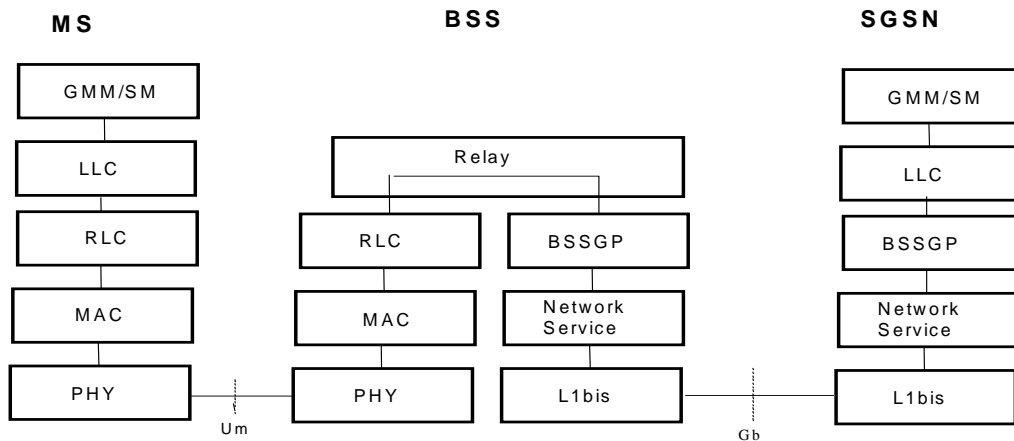 MS
BSS
SGSN
GMM/SM
GMM/SM
Relay
LLC
LLC
RLC
RLC
BSSGP
BSSGP
MAC
MAC
Network
Service
Network
Service
PHY
PHY
L1bis
L1bis
Um
Gb